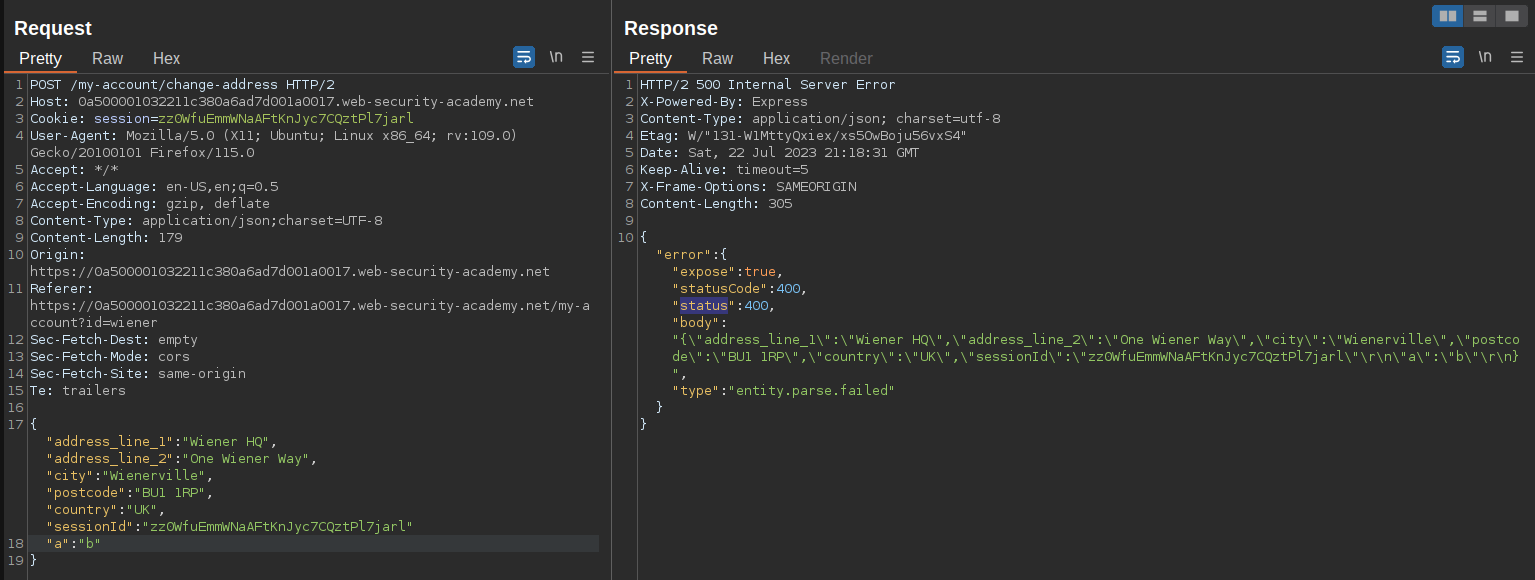 Request
Pretty Raw Hex \n
1 POST /my-account/change-address HTTP/2
2 Host: 0a500001032211c380a6ad7d001a0017.web-security-academy.net
3 Cookie: session=zz0WfuEmmWNaAFtKnJyc7CQztPl7jarl
4 User-Agent: Mozilla/5.0 (X11; Ubuntu; Linux x86_64; rv:109.0)
Gecko/20100101 Firefox/115.0
5 Accept: */*
6 Accept-Language: en-US,en;q=0.5
7 Accept-Encoding: gzip, deflate
8 Content-Type: application/json;charset=UTF-8
9 Content-Length: 179
10 Origin:
https://0a500001032211c380a6ad7d001a0017.web-security-academy.net
11 Referer:
https://0a500001032211c380a6ad7d001a0017.web-security-academy.net/my-a
ccount?id=wiener
12 Sec-Fetch-Dest: empty
13 Sec-Fetch-Mode: cors
14 Sec-Fetch-Site: same-origin
15 Te: trailers
16
17 {
"address_line_1":"Wiener HQ",
"address_line_2":"One Wiener Way",
"city":"Wienerville",
"postcode":"BU1 1RP",
"country":"UK",
"sessionId":"zz0WfuEmmWNaAFtKnJyc7CQztPl7jarl"
18 "a":"b"
19 }
Response
Pretty Raw Hex Render \n
1 HTTP/2 500 Internal Server Error
2 X-Powered-By: Express
3 Content-Type: application/json; charset=utf-8
4 Etag: W/"131-W1MttyQxiex/xs5OwBoju56vxS4"
5 Date: Sat, 22 Jul 2023 21:18:31 GMT
6 Keep-Alive: timeout=5
7 X-Frame-Options: SAMEORIGIN
8 Content-Length: 305
9
10 {
"error":{
"expose":true,
"statusCode":400,
"status":400,
"body":
"{\"address_line_1\":\"Wiener HQ\",\"address_line_2\":\"One Wiener Way\",\"city\":\"Wienerville\",\"postco
de\":\"BU1 1RP\",\"country\":\"UK\",\"sessionId\":\"zz0WfuEmmWNaAFtKnJyc7CQztPl7jarl\"\r\n\"a\":\"b\"\r\n}
",
"type":"entity.parse.failed"
}
}